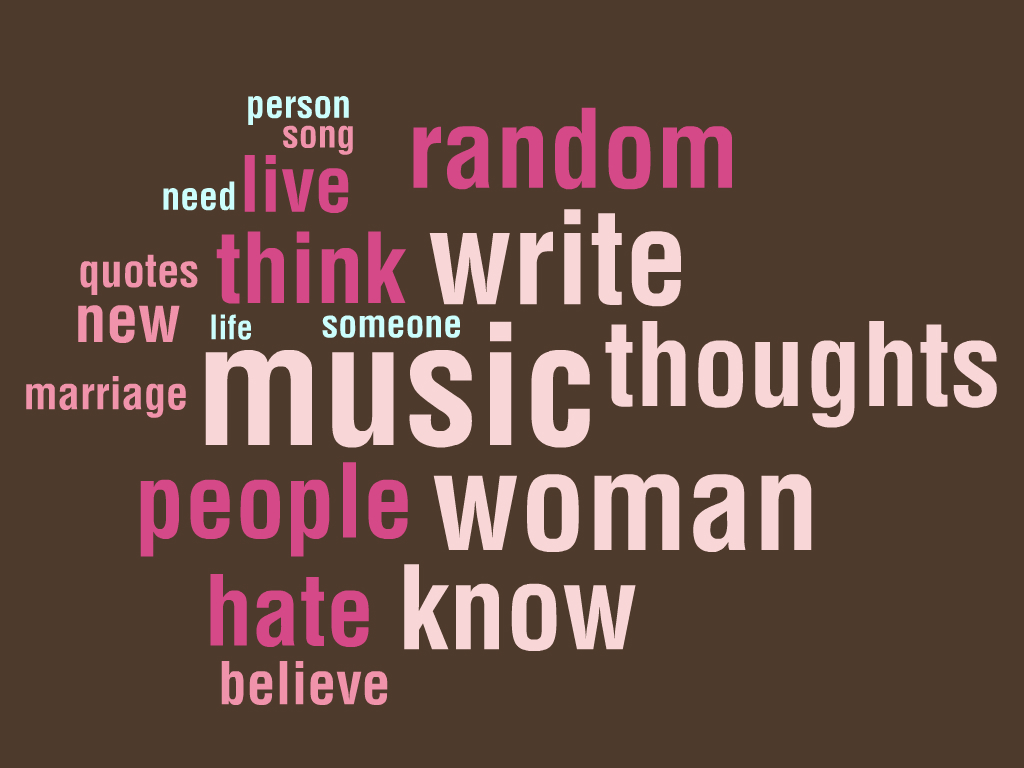 person
song
random
need live
think write
quotes
new
life someone
music thoughts
marriage
people woman
hate know
believe